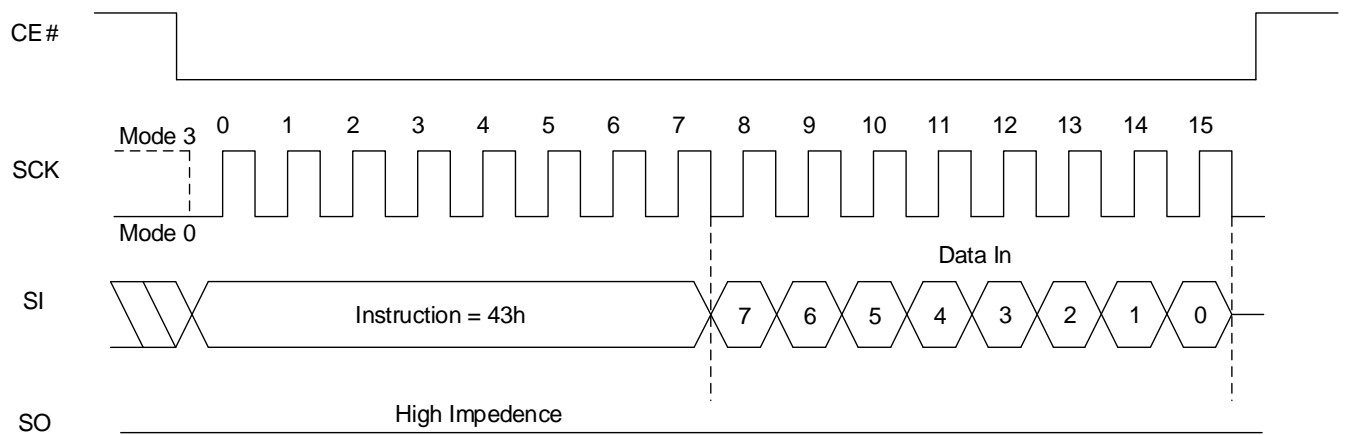 CE#
0 1 2 3 4 5 6 7 8 9 10 11 12 13 14 15
Mode 3
SCK
Mode 0
Data In
SI
Instruction = 43h
7 6 5 4 3 2 1 0
High Impedence
SO